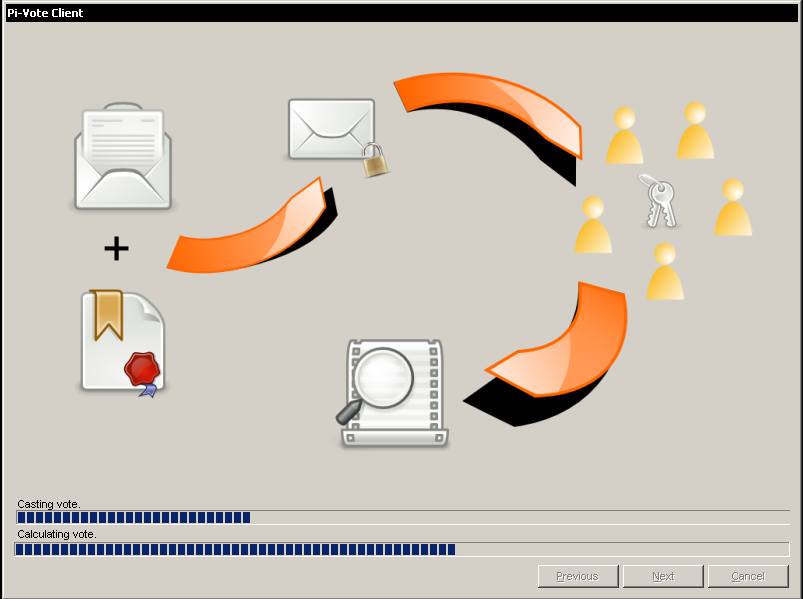 Pi-Vote Client
+
Casting vote.
Calculating vote.
Previous
Next
Cancel